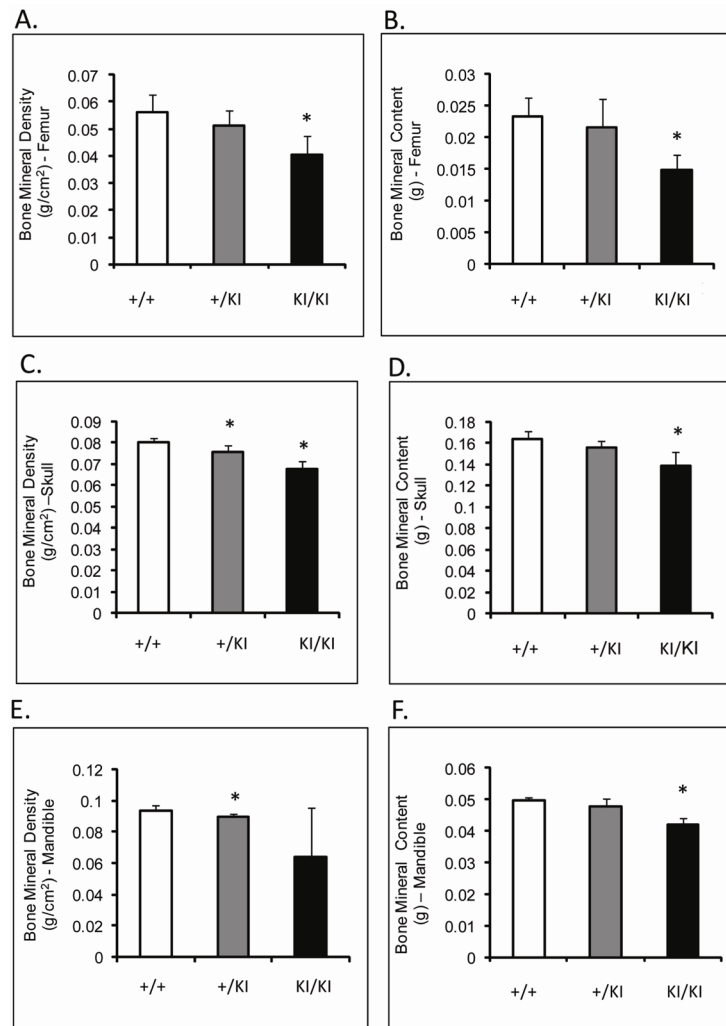 A.
Bone Mineral Density
(g/cm²) - Femur
0.07
0.06
0.05
0.04
0.03
0.02
0.01
0
*
+/+ +/KI KI/KI
B.
Bone Mineral Content
(g) - Femur
0.03
0.025
0.02
0.015
0.01
0.005
0
*
+/+ +/KI KI/KI
C.
Bone Mineral Density
(g/cm²) –Skull
0.09
0.08
0.07
0.06
0.05
0.04
0.03
0.02
0.01
0
* *
+/+ +/KI KI/KI
D.
Bone Mineral Content
(g) - Skull
0.18
0.16
0.14
0.12
0.1
0.08
0.06
0.04
0.02
0
*
+/+ +/KI KI/KI
E.
Bone Mineral Density
(g/cm²) - Mandible
0.12
0.1
0.08
0.06
0.04
0.02
0
*
+/+ +/KI KI/KI
F.
Bone Mineral Content
(g) – Mandible
0.06
0.05
0.04
0.03
0.02
0.01
0
*
+/+ +/KI KI/KI